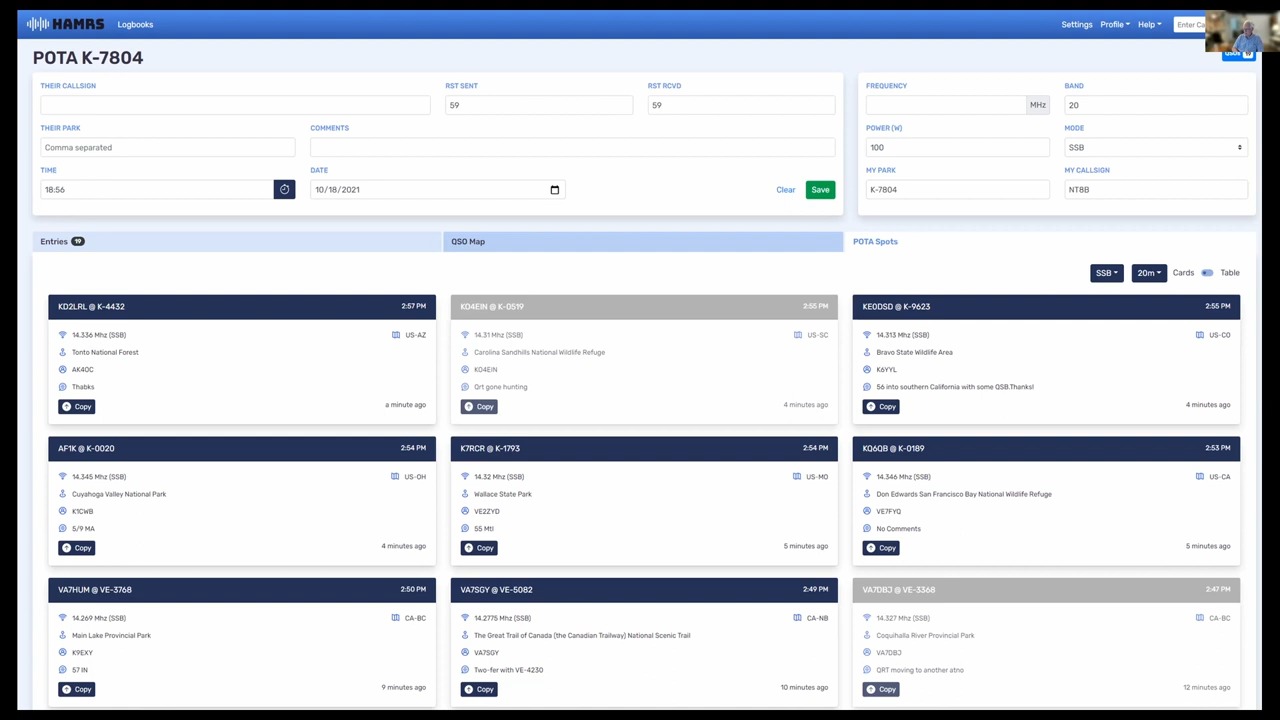 HAMRS Logbooks Settings Profile Help Enter Ca
POTA K-7804
QSOs
THEIR CALLSIGN RST SENT RST RCVD FREQUENCY BAND
59 59 MHz 20
THEIR PARK COMMENTS POWER (W) MODE
Comma separated 100 SSB
TIME DATE MY PARK MY CALLSIGN
18:56 10/18/2021 Clear Save K-7804 NT8B
Entries 19 QSO Map POTA Spots
SSB 20m Cards Table
KD2LRL @ K-4432 2:57 PM KO4EIN @ K-0519 2:55 PM KE0DSD @ K-9623 2:55 PM
14.336 Mhz (SSB) US-AZ 14.31 Mhz (SSB) US-SC 14.313 Mhz (SSB) US-CO
Tonto National Forest Carolina Sandhills National Wildlife Refuge Bravo State Wildlife Area
AK4OC KO4EIN K6YYL
Thabks Qrt gone hunting 56 into southern California with some QSB.Thanks!
Copy a minute ago Copy 4 minutes ago Copy 4 minutes ago
AF1K @ K-0020 2:54 PM K7RCR @ K-1793 2:54 PM KQ6QB @ K-0189 2:53 PM
14.345 Mhz (SSB) US-OH 14.32 Mhz (SSB) US-MO 14.346 Mhz (SSB) US-CA
Cuyahoga Valley National Park Wallace State Park Don Edwards San Francisco Bay National Wildlife Refuge
K1CWB VE2ZYD VE7FYQ
5/9 MA 55 Mtl No Comments
Copy 4 minutes ago Copy 5 minutes ago Copy 5 minutes ago
VA7HUM @ VE-3768 2:50 PM VA7SGY @ VE-5082 2:49 PM VA7DBJ @ VE-3368 2:47 PM
14.269 Mhz (SSB) CA-BC 14.2775 Mhz (SSB) CA-NB 14.327 Mhz (SSB) CA-BC
Main Lake Provincial Park The Great Trail of Canada (the Canadian Trailway) National Scenic Trail Coquihalla River Provincial Park
K9EXY VA7SGY VA7DBJ
57 IN Two-fer with VE-4230 QRT moving to another atno
Copy 9 minutes ago Copy 10 minutes ago Copy 12 minutes ago